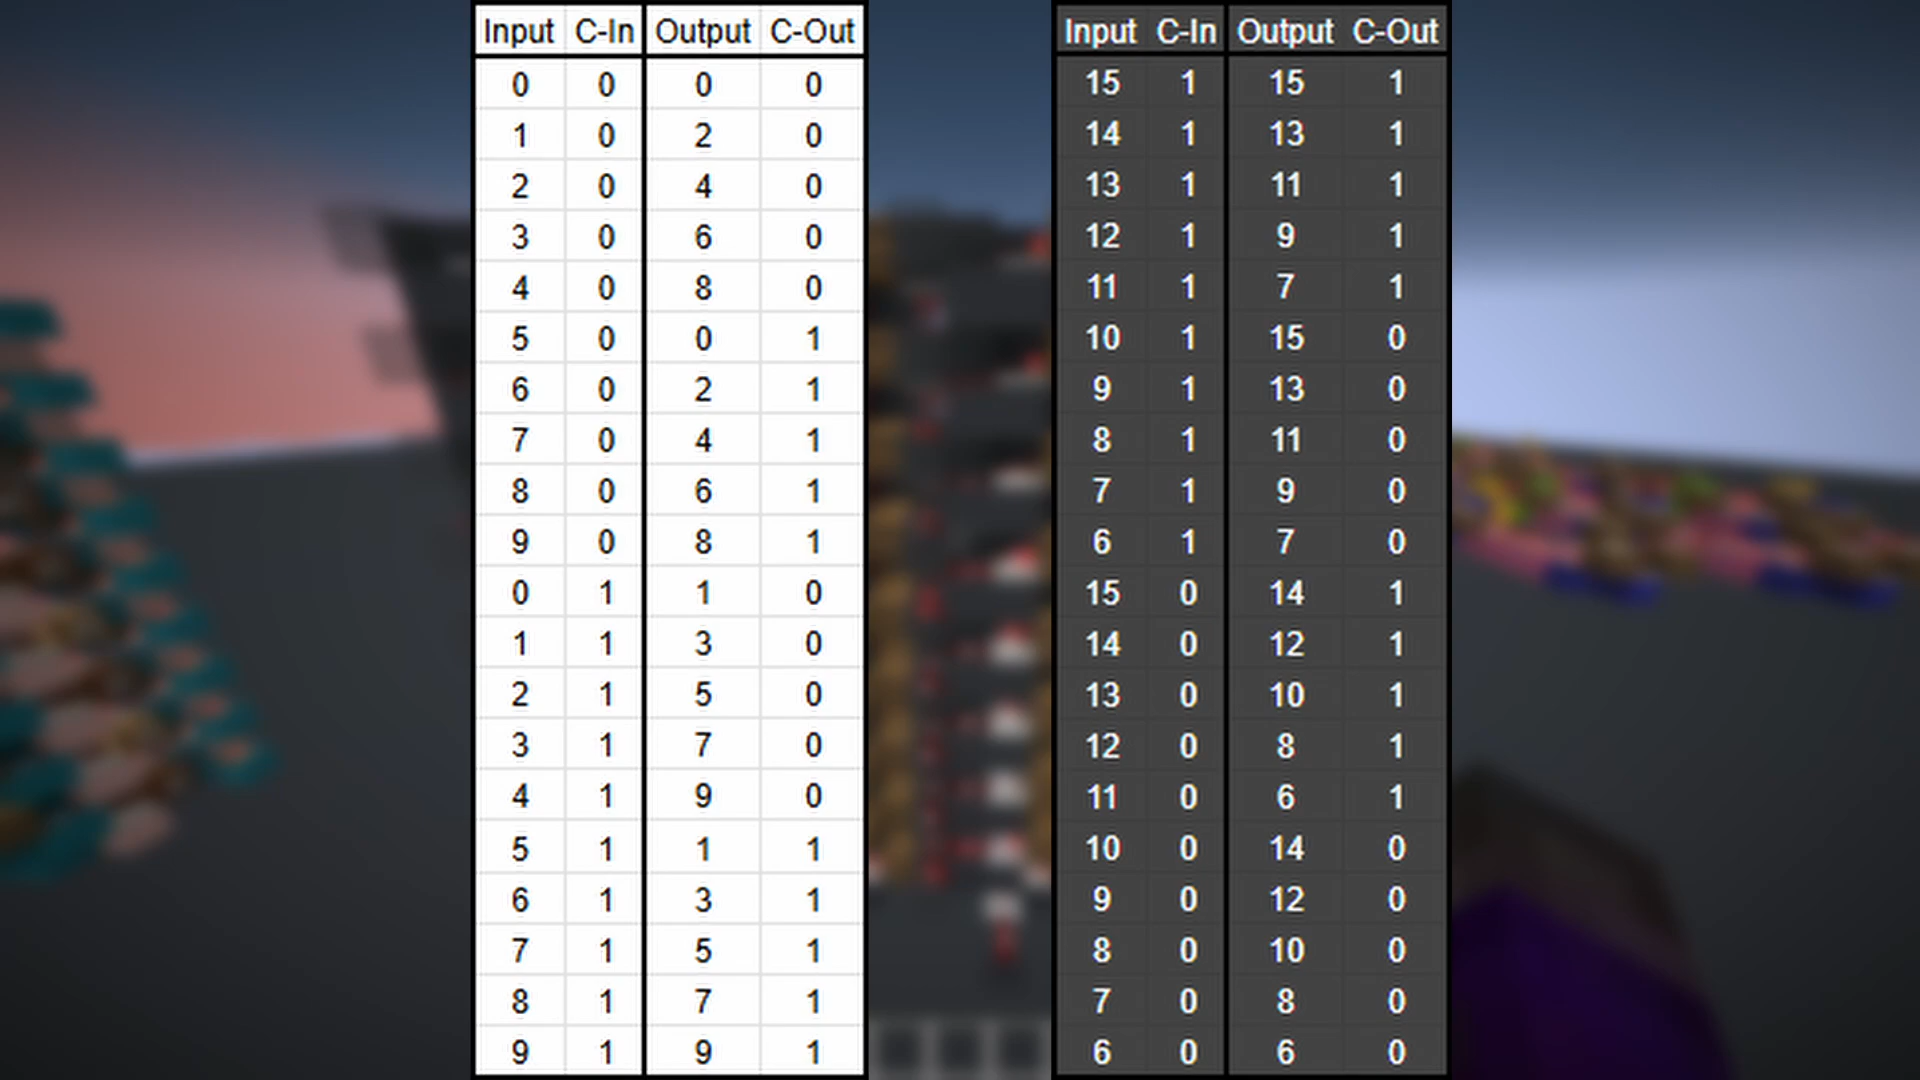 Input C-In Output C-Out
0 0 0 0
1 0 2 0
2 0 4 0
3 0 6 0
4 0 8 0
5 0 0 1
6 0 2 1
7 0 4 1
8 0 6 1
9 0 8 1
0 1 1 0
1 1 3 0
2 1 5 0
3 1 7 0
4 1 9 0
5 1 1 1
6 1 3 1
7 1 5 1
8 1 7 1
9 1 9 1
Input C-In Output C-Out
15 1 15 1
14 1 13 1
13 1 11 1
12 1 9 1
11 1 7 1
10 1 15 0
9 1 13 0
8 1 11 0
7 1 9 0
6 1 7 0
15 0 14 1
14 0 12 1
13 0 10 1
12 0 8 1
11 0 6 1
10 0 14 0
9 0 12 0
8 0 10 0
7 0 8 0
6 0 6 0